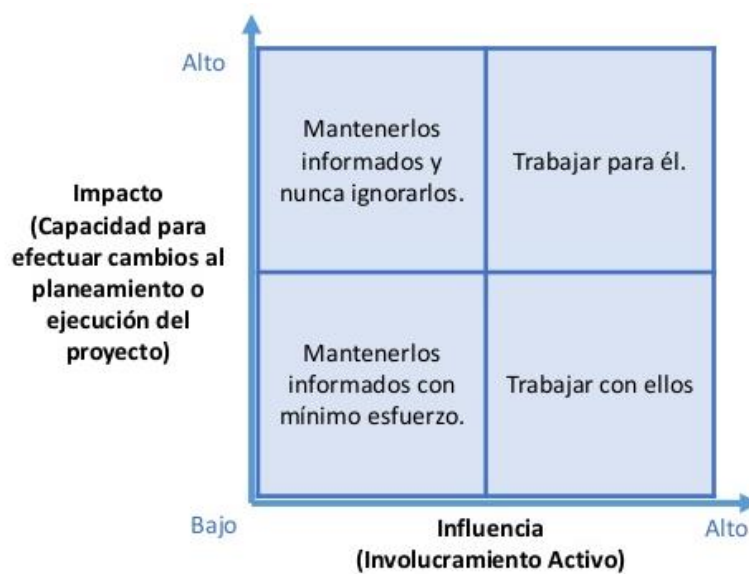 Alto
Mantenerlos
informados y
nunca ignorarlos.
Trabajar para él.
Impacto
(Capacidad para
efectuar cambios al
planeamiento o
ejecución del
proyecto)
Mantenerlos
informados con
mínimo esfuerzo.
Trabajar con ellos
Bajo
Influencia
(Involucramiento Activo)
Alto